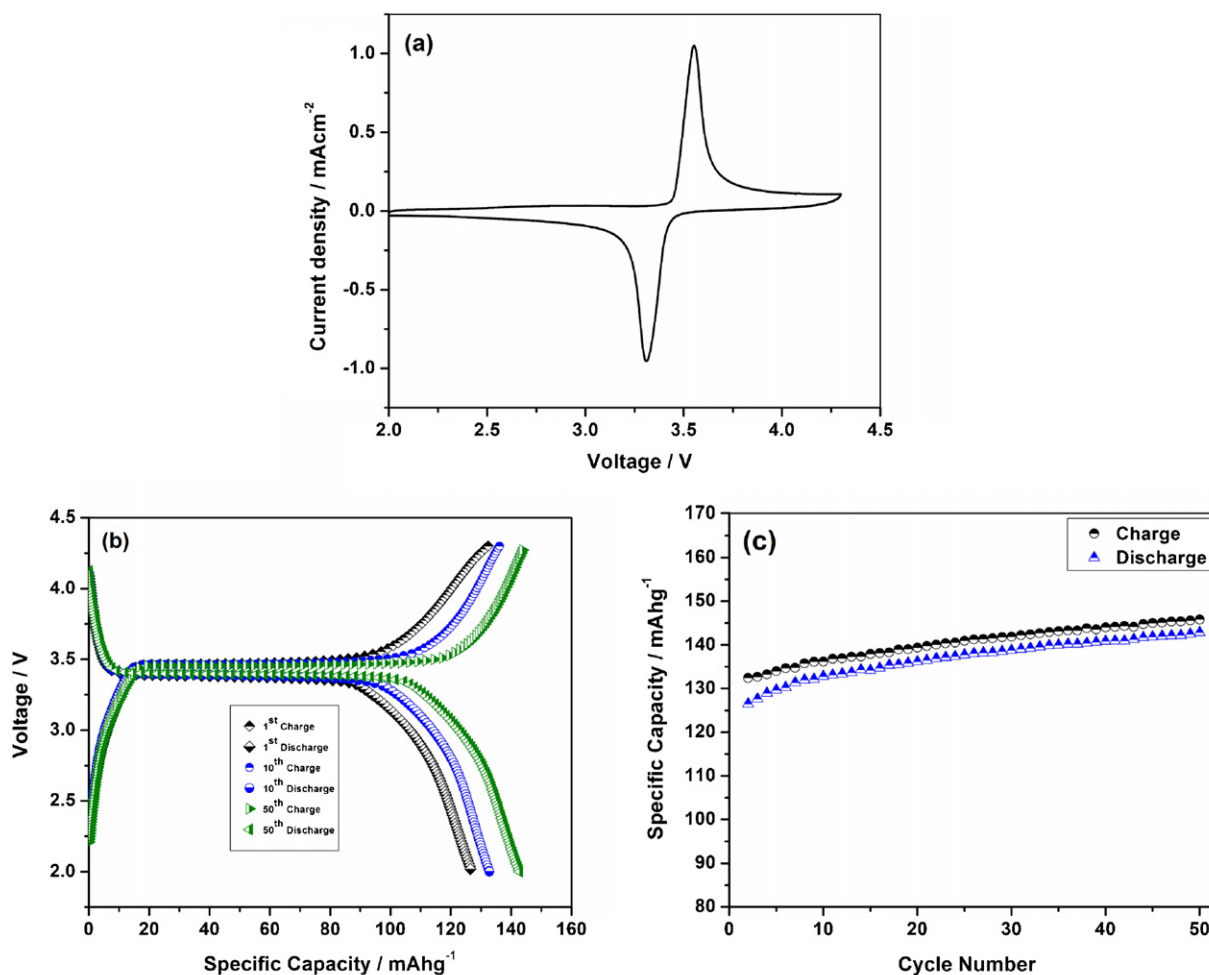 (a)
Current density / mAcm⁻²
1.0
0.5
0.0
-0.5
-1.0
2.0 2.5 3.0 3.5 4.0 4.5
Voltage / V
(b)
Voltage / V
4.5
4.0
3.5
3.0
2.5
2.0
1ˢᵗ Charge
1ˢᵗ Discharge
10ᵗʰ Charge
10ᵗʰ Discharge
50ᵗʰ Charge
50ᵗʰ Discharge
0 20 40 60 80 100 120 140 160
Specific Capacity / mAhg⁻¹
(c)
Charge
Discharge
Specific Capacity / mAhg⁻¹
170
160
150
140
130
120
110
100
90
80
0 10 20 30 40 50
Cycle Number